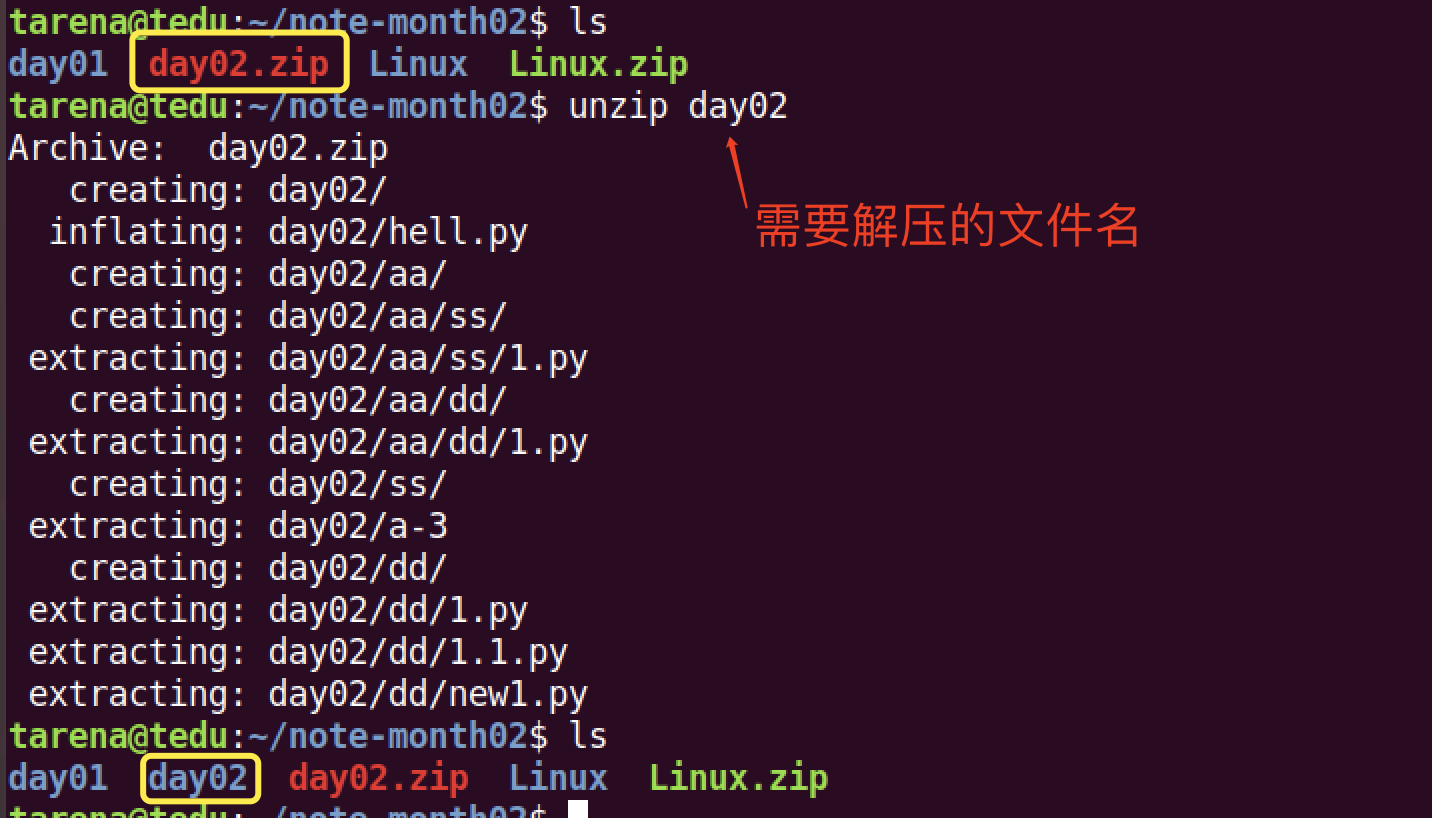 tarena@tedu:~/note-month02$ ls
day01  day02.zip  Linux  Linux.zip
tarena@tedu:~/note-month02$ unzip day02
Archive:  day02.zip
   creating: day02/
  inflating: day02/hell.py
需要解压的文件名
   creating: day02/aa/
   creating: day02/aa/ss/
 extracting: day02/aa/ss/1.py
   creating: day02/aa/dd/
 extracting: day02/aa/dd/1.py
   creating: day02/ss/
 extracting: day02/a-3
   creating: day02/dd/
 extracting: day02/dd/1.py
 extracting: day02/dd/1.1.py
 extracting: day02/dd/new1.py
tarena@tedu:~/note-month02$ ls
day01  day02  day02.zip  Linux  Linux.zip
tarena@tedu:~/note-month02$